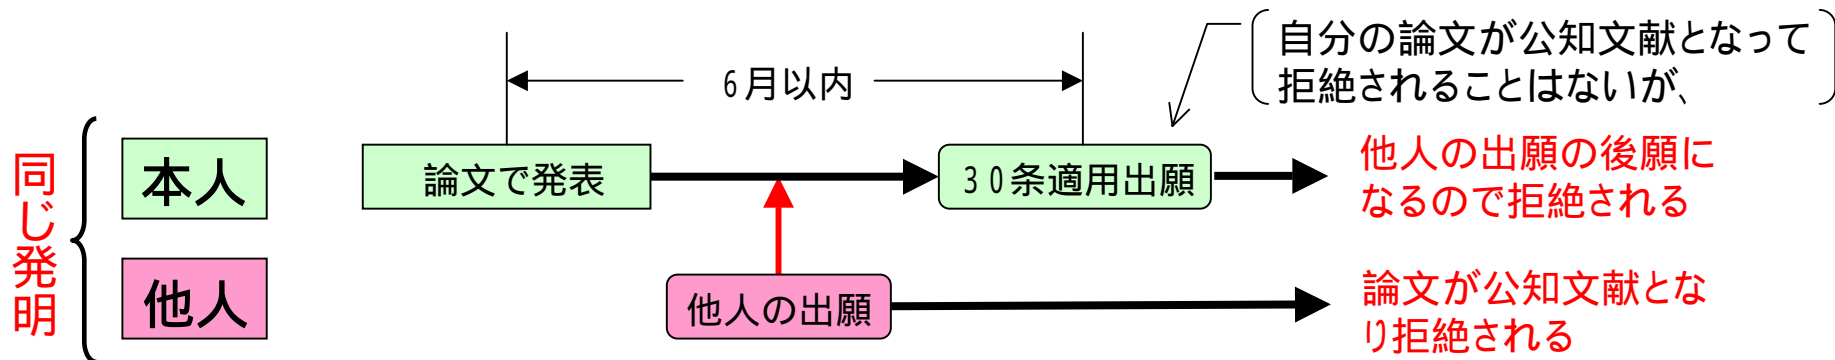 自分の論文が公知文献となって
拒絶されることはないが、
6月以内
同じ発明
本人
論文で発表
30条適用出願
他人の出願の後願に
なるので拒絶される
他人
他人の出願
論文が公知文献とな
り拒絶される